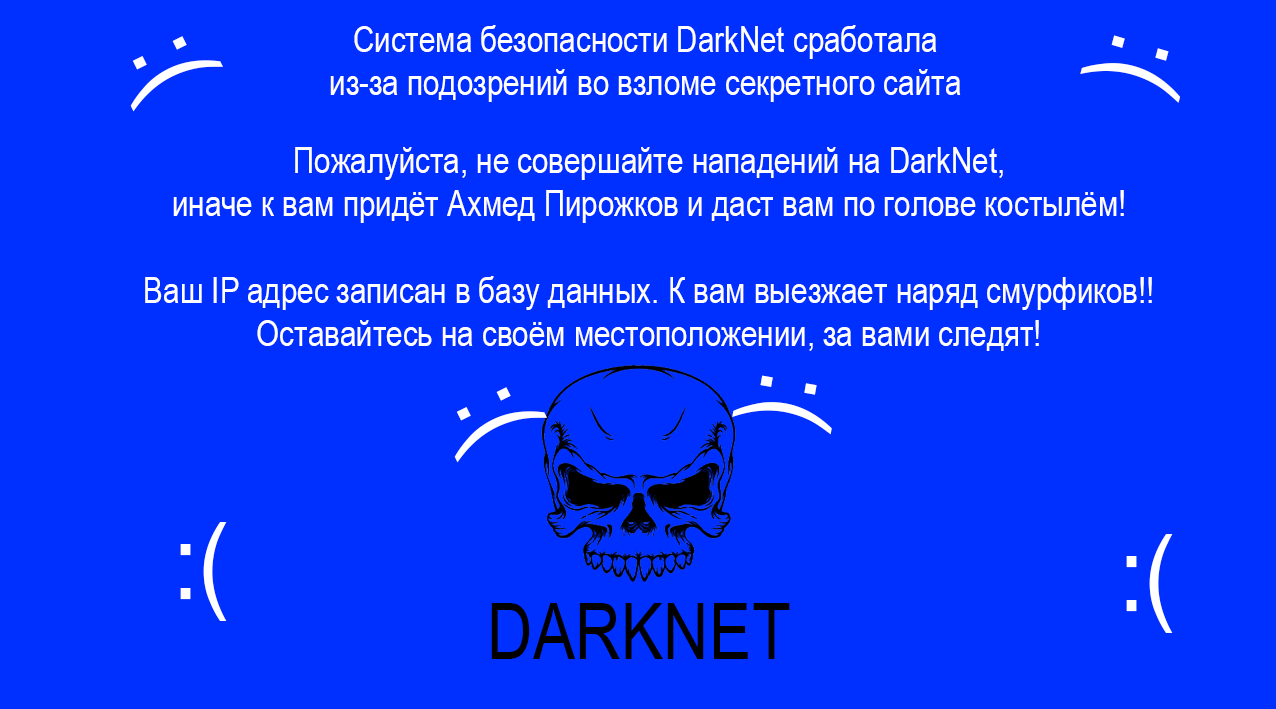 Система безопасности DarkNet сработала
из-за подозрений во взломе секретного сайта
Пожалуйста, не совершайте нападений на DarkNet,
иначе к вам придёт Ахмед Пирожков и даст вам по голове костылём!
Ваш IP адрес записан в базу данных. К вам выезжает наряд смурфиков!!
Оставайтесь на своём местоположении, за вами следят!
:(
:(
:(
:(
:(
:(
DARKNET